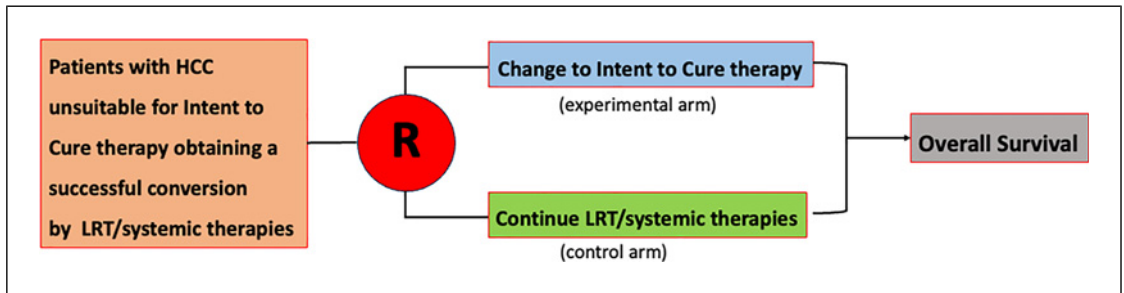 Patients with HCC
unsuitable for Intent to
Cure therapy obtaining a
successful conversion
by LRT/systemic therapies
R
Change to Intent to Cure therapy
(experimental arm)
Continue LRT/systemic therapies
(control arm)
Overall Survival